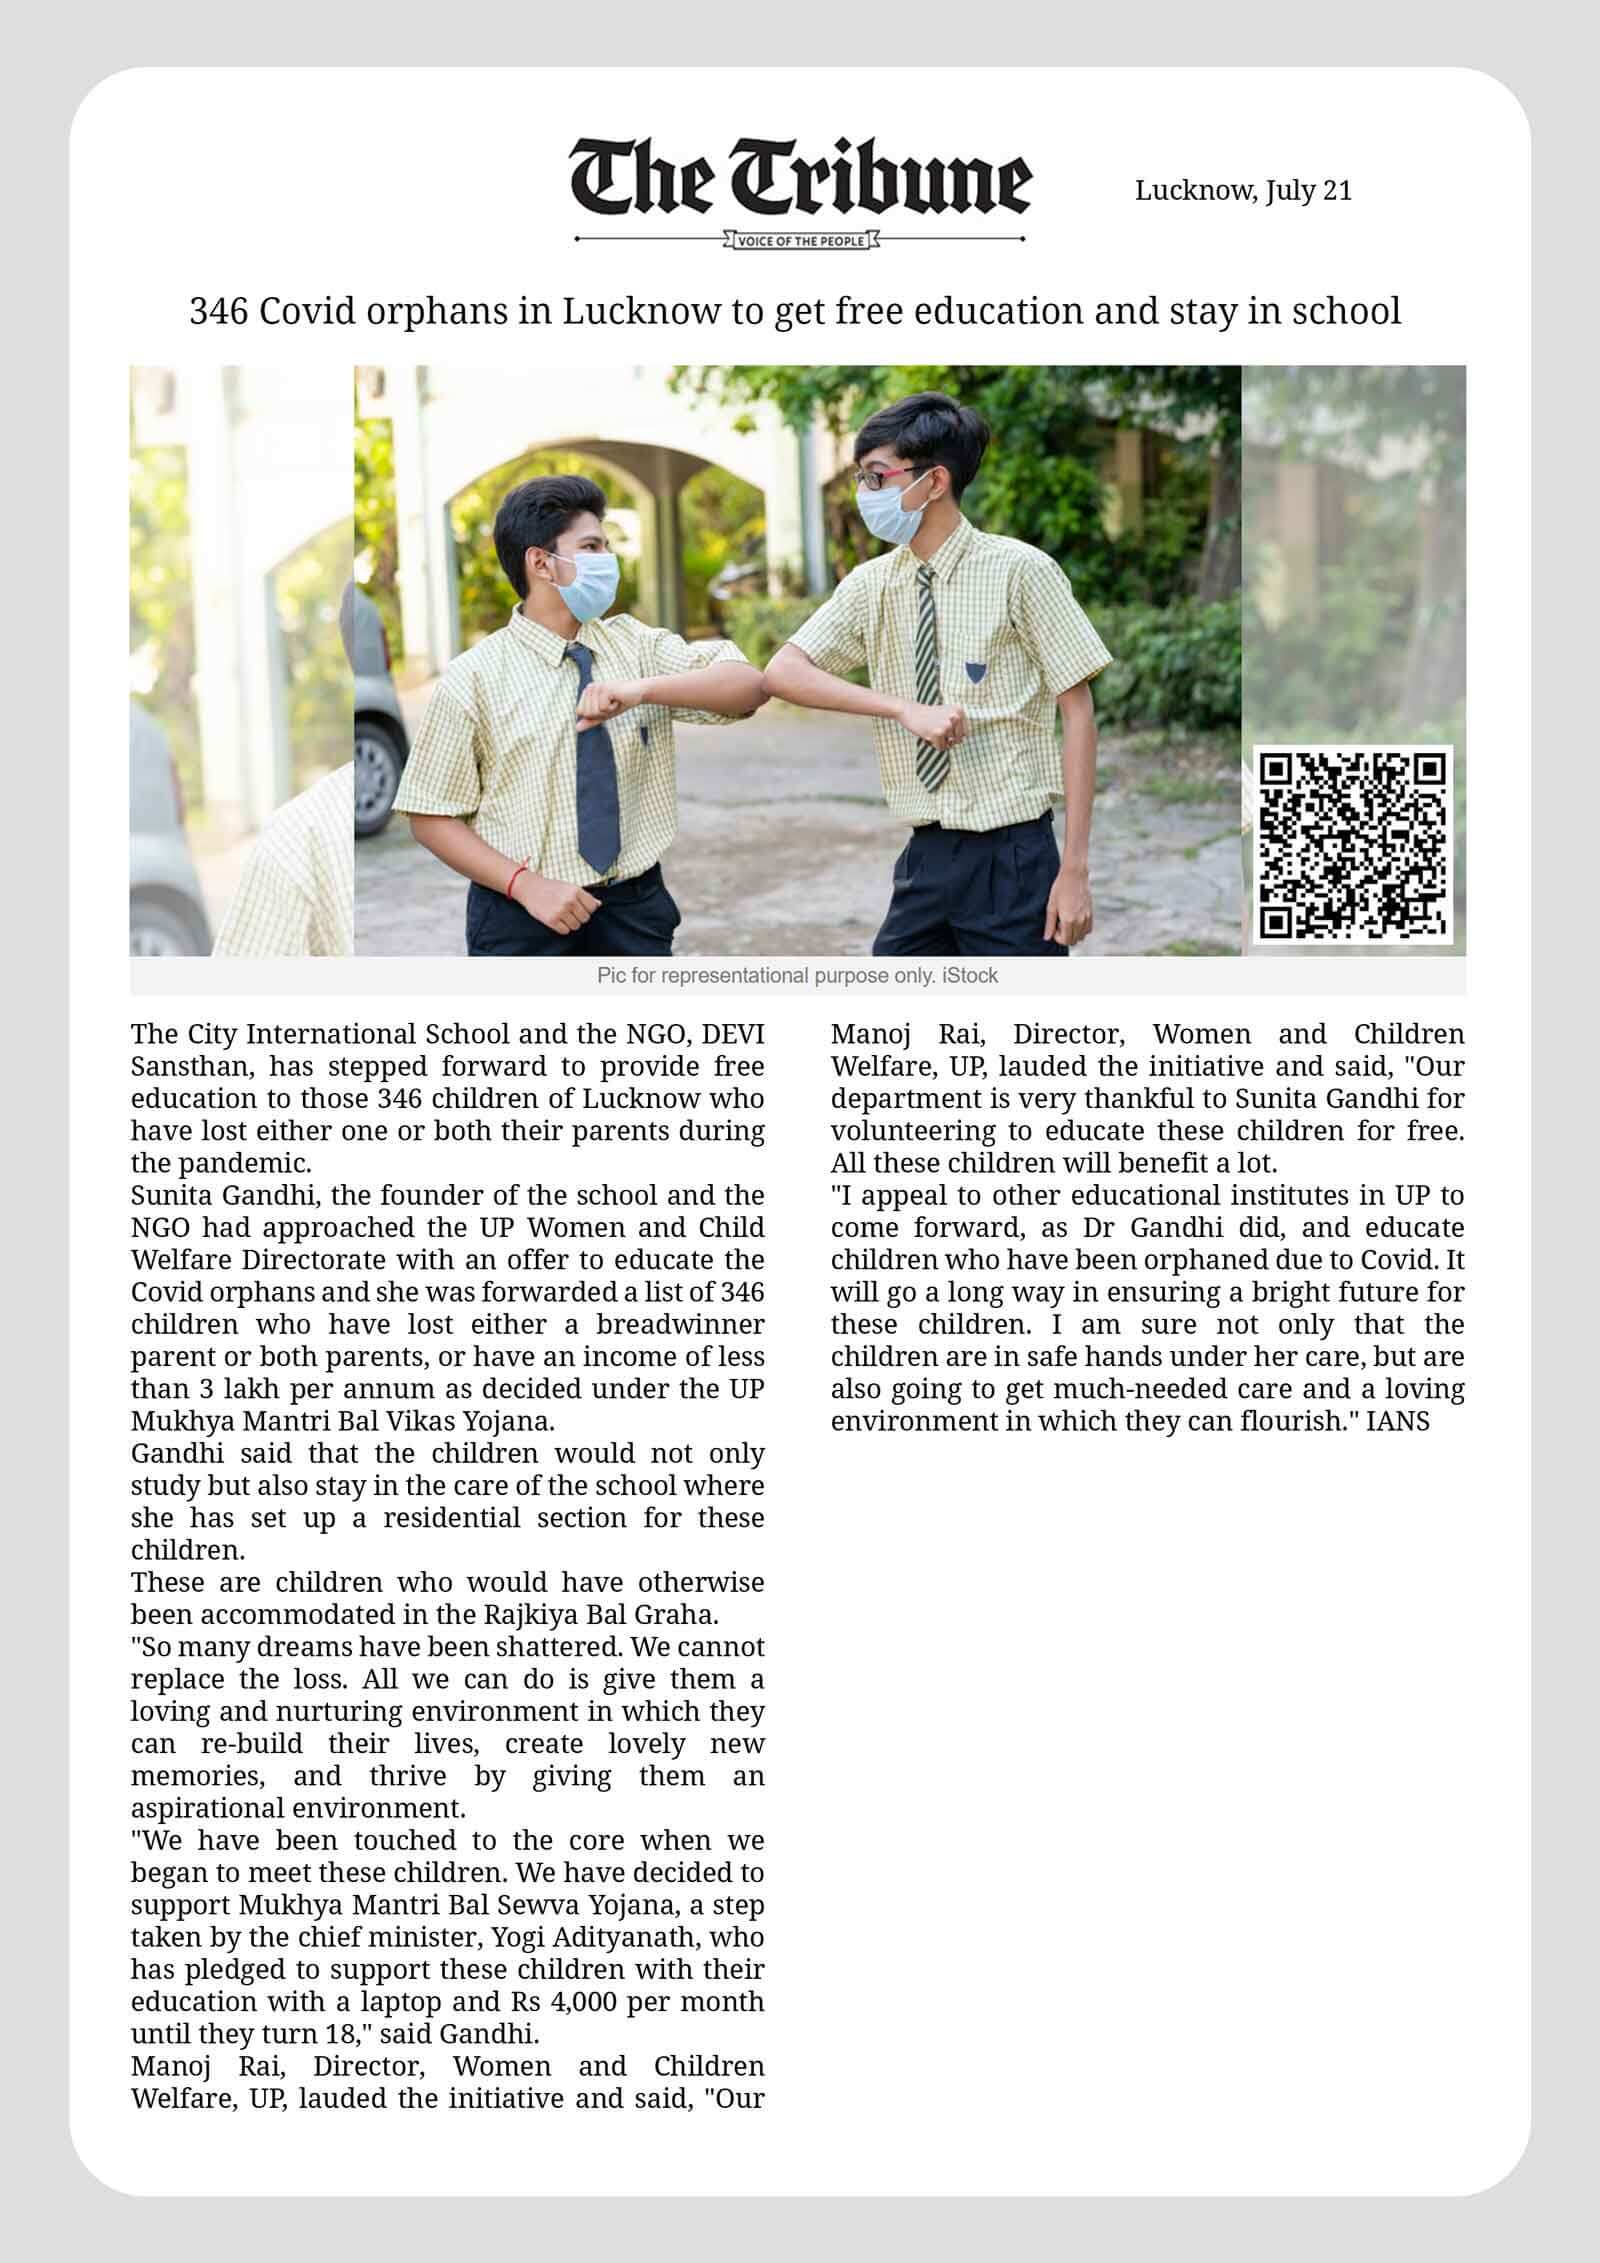 The Tribune
VOICE OF THE PEOPLE
Lucknow, July 21
346 Covid orphans in Lucknow to get free education and stay in school
Pic for representational purpose only. iStock
The City International School and the NGO, DEVI
Sansthan, has stepped forward to provide free
education to those 346 children of Lucknow who
have lost either one or both their parents during
the pandemic.
Sunita Gandhi, the founder of the school and the
NGO had approached the UP Women and Child
Welfare Directorate with an offer to educate the
Covid orphans and she was forwarded a list of 346
children who have lost either a breadwinner
parent or both parents, or have an income of less
than 3 lakh per annum as decided under the UP
Mukhya Mantri Bal Vikas Yojana.
Gandhi said that the children would not only
study but also stay in the care of the school where
she has set up a residential section for these
children.
These are children who would have otherwise
been accommodated in the Rajkiya Bal Graha.
"So many dreams have been shattered. We cannot
replace the loss. All we can do is give them a
loving and nurturing environment in which they
can re-build their lives, create lovely new
memories, and thrive by giving them an
aspirational environment.
"We have been touched to the core when we
began to meet these children. We have decided to
support Mukhya Mantri Bal Sewva Yojana, a step
taken by the chief minister, Yogi Adityanath, who
has pledged to support these children with their
education with a laptop and Rs 4,000 per month
until they turn 18," said Gandhi.
Manoj Rai, Director, Women and Children
Welfare, UP, lauded the initiative and said, "Our
Manoj Rai, Director, Women and Children
Welfare, UP, lauded the initiative and said, "Our
department is very thankful to Sunita Gandhi for
volunteering to educate these children for free.
All these children will benefit a lot.
"I appeal to other educational institutes in UP to
come forward, as Dr Gandhi did, and educate
children who have been orphaned due to Covid. It
will go a long way in ensuring a bright future for
these children. I am sure not only that the
children are in safe hands under her care, but are
also going to get much-needed care and a loving
environment in which they can flourish." IANS